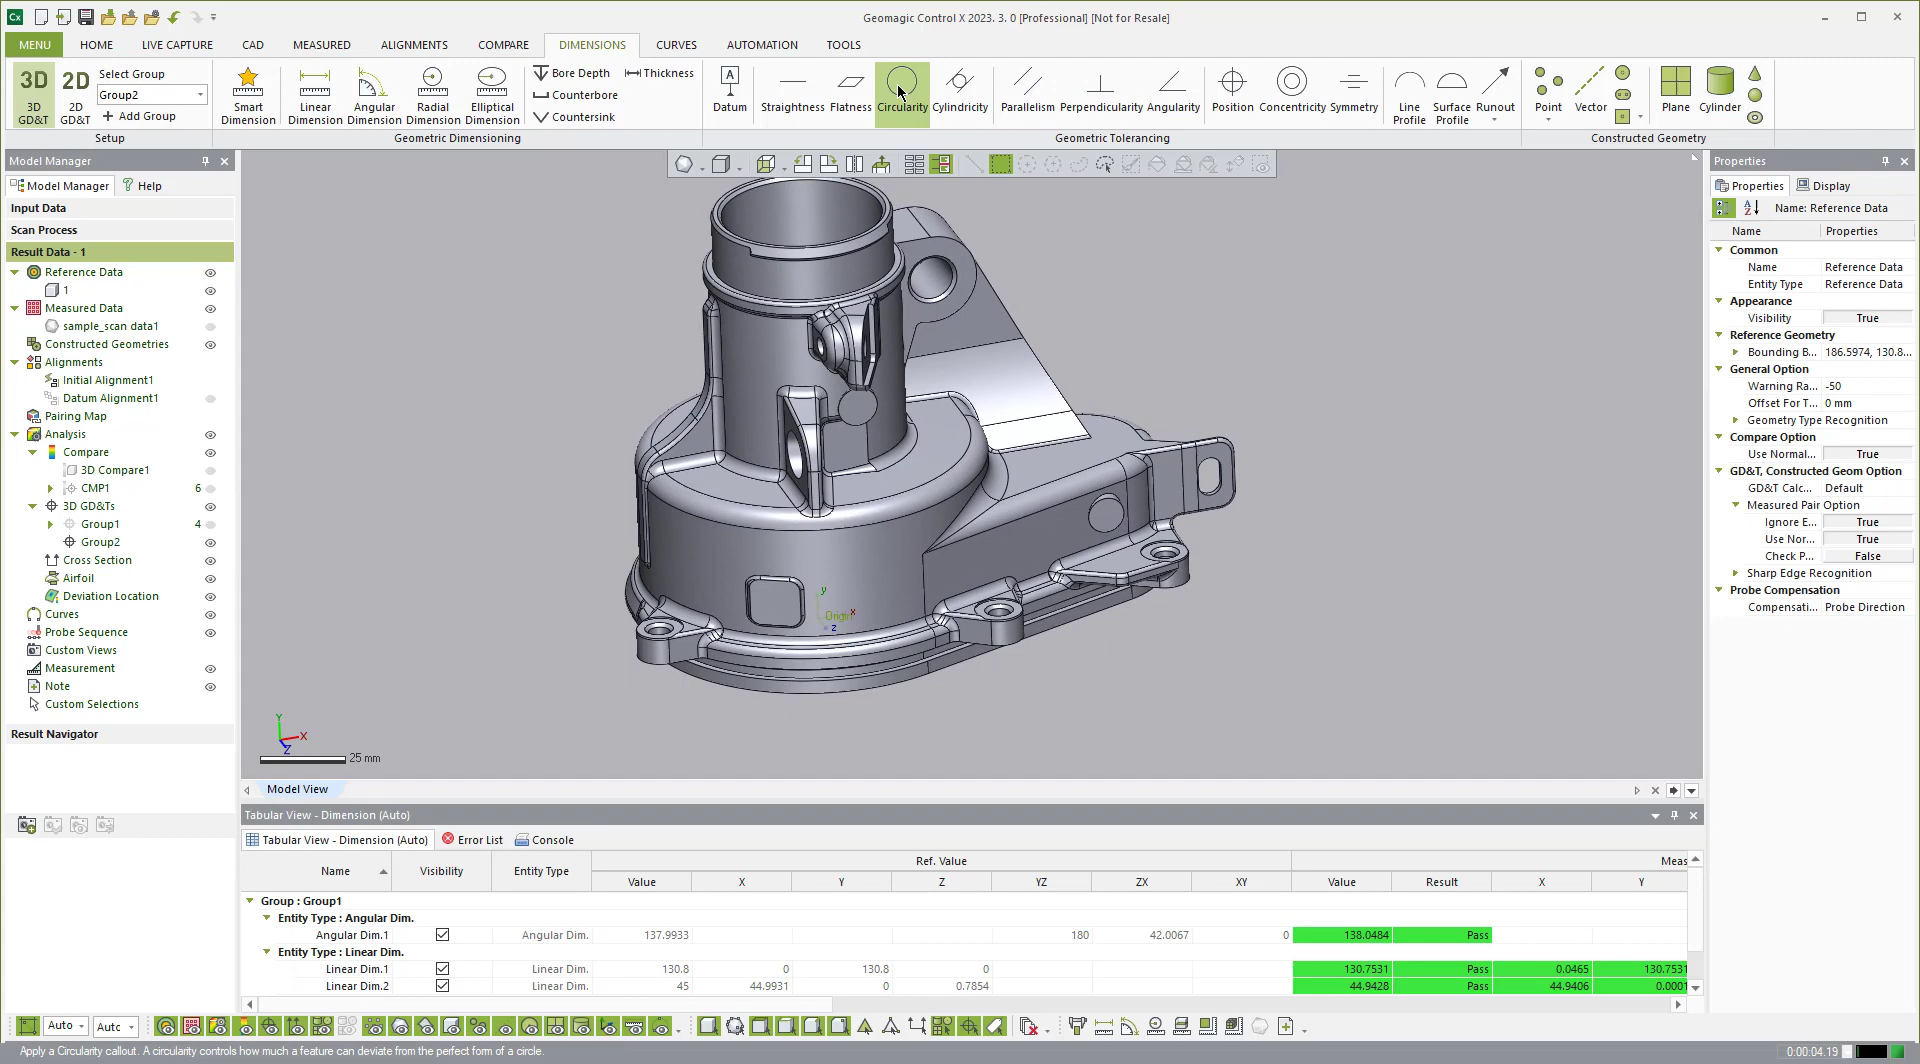 Cx
Geomagic Control X 2023. 3. 0 [Professional] [Not for Resale]
MENU HOME LIVE CAPTURE CAD MEASURED ALIGNMENTS COMPARE DIMENSIONS CURVES AUTOMATION TOOLS
3D
3D GD&T
2D
2D GD&T
Select Group
Group2
Add Group
Setup
Smart Dimension
Linear Dimension
Angular Dimension
Radial Dimension
Elliptical Dimension
Bore Depth
Thickness
Counterbore
Countersink
Geometric Dimensioning
A
Datum
Straightness Flatness Circularity Cylindricity Parallelism Perpendicularity Angularity Position Concentricity Symmetry
Line Profile
Surface Profile
Runout
Geometric Tolerancing
Point Vector Plane Cylinder
Constructed Geometry
Model Manager
Model Manager Help
Input Data
Scan Process
Result Data - 1
Reference Data
1
Measured Data
sample_scan data1
Constructed Geometries
Alignments
Initial Alignment1
Datum Alignment1
Pairing Map
Analysis
Compare
3D Compare1
CMP1 6
3D GD&Ts
Group1 4
Group2
Cross Section
Airfoil
Deviation Location
Curves
Probe Sequence
Custom Views
Measurement
Note
Custom Selections
Result Navigator
y
Origin x
z
Y
X
Z
25 mm
Model View
Properties
Properties Display
Name: Reference Data
Name Properties
Common
Name Reference Data
Entity Type Reference Data
Appearance
Visibility True
Reference Geometry
Bounding B... 186.5974, 130.8...
General Option
Warning Ra... -50
Offset For T... 0 mm
Geometry Type Recognition
Compare Option
Use Normal... True
GD&T, Constructed Geom Option
GD&T Calc... Default
Measured Pair Option
Ignore E... True
Use Nor... True
Check P... False
Sharp Edge Recognition
Probe Compensation
Compensati... Probe Direction
Tabular View - Dimension (Auto)
Tabular View - Dimension (Auto) Error List Console
Name Visibility Entity Type Ref. Value Meas
Value X Y Z YZ ZX XY Value Result X Y
Group : Group1
Entity Type : Angular Dim.
Angular Dim.1 Angular Dim. 137.9933 180 42.0067 0 138.0484 Pass
Entity Type : Linear Dim.
Linear Dim.1 Linear Dim. 130.8 0 130.8 0 130.7531 Pass 0.0465 130.7531
Linear Dim.2 Linear Dim. 45 44.9931 0 0.7854 44.9428 Pass 44.9406 0.0001
Auto Auto
Apply a Circularity callout. A circularity controls how much a feature can deviate from the perfect form of a circle.
0:00:04.19